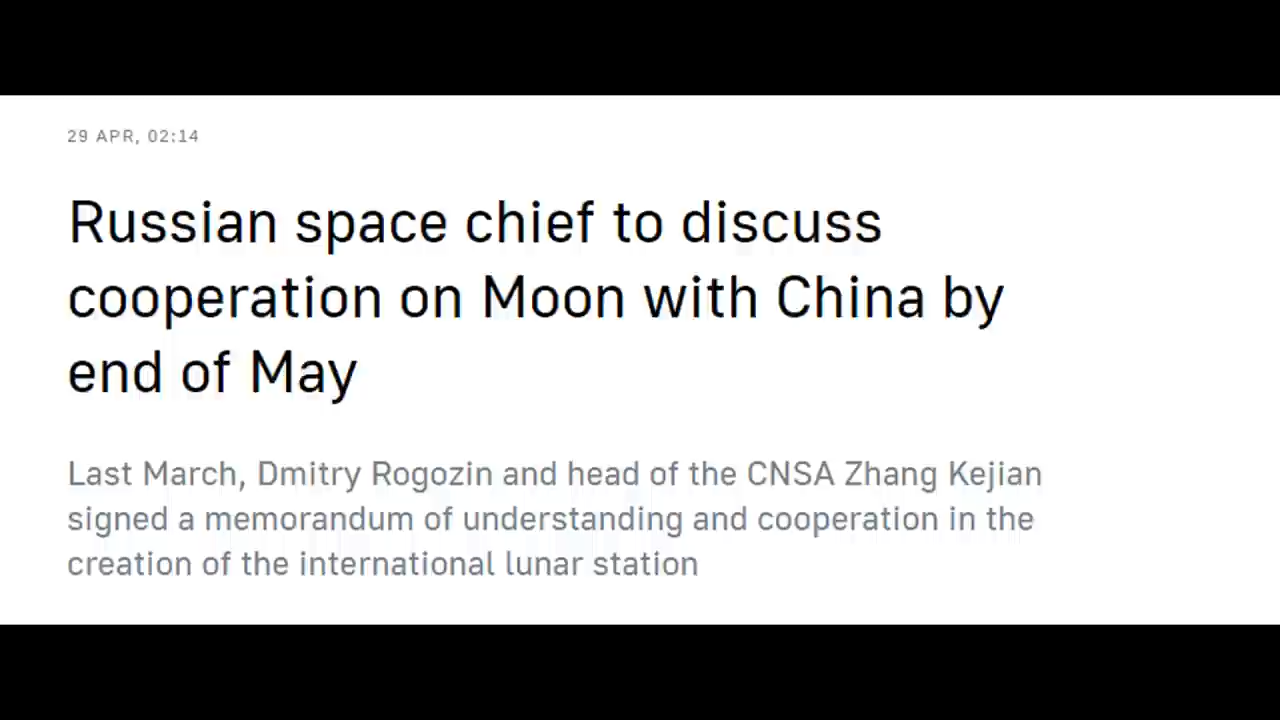 29 APR, 02:14
Russian space chief to discuss
cooperation on Moon with China by
end of May
Last March, Dmitry Rogozin and head of the CNSA Zhang Kejian
signed a memorandum of understanding and cooperation in the
creation of the international lunar station